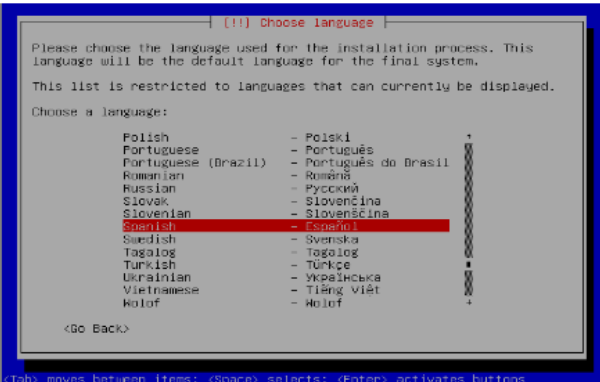 [!!] Choose language
Please choose the language used for the installation process. This
language will be the default language for the final system.
This list is restricted to languages that can currently be displayed.
Choose a language:
Polish - Polski
Portuguese - Português
Portuguese (Brazil) - Português do Brasil
Romanian - Română
Russian - Русский
Slovak - Slovenčina
Slovenian - Slovenščina
Spanish - Español
Swedish - Svenska
Tagalog - Tagalog
Turkish - Türkçe
Ukrainian - Українська
Vietnamese - Tiếng Việt
Wolof - Wolof
<Go Back>
<Tab> moves between items; <Space> selects; <Enter> activates buttons